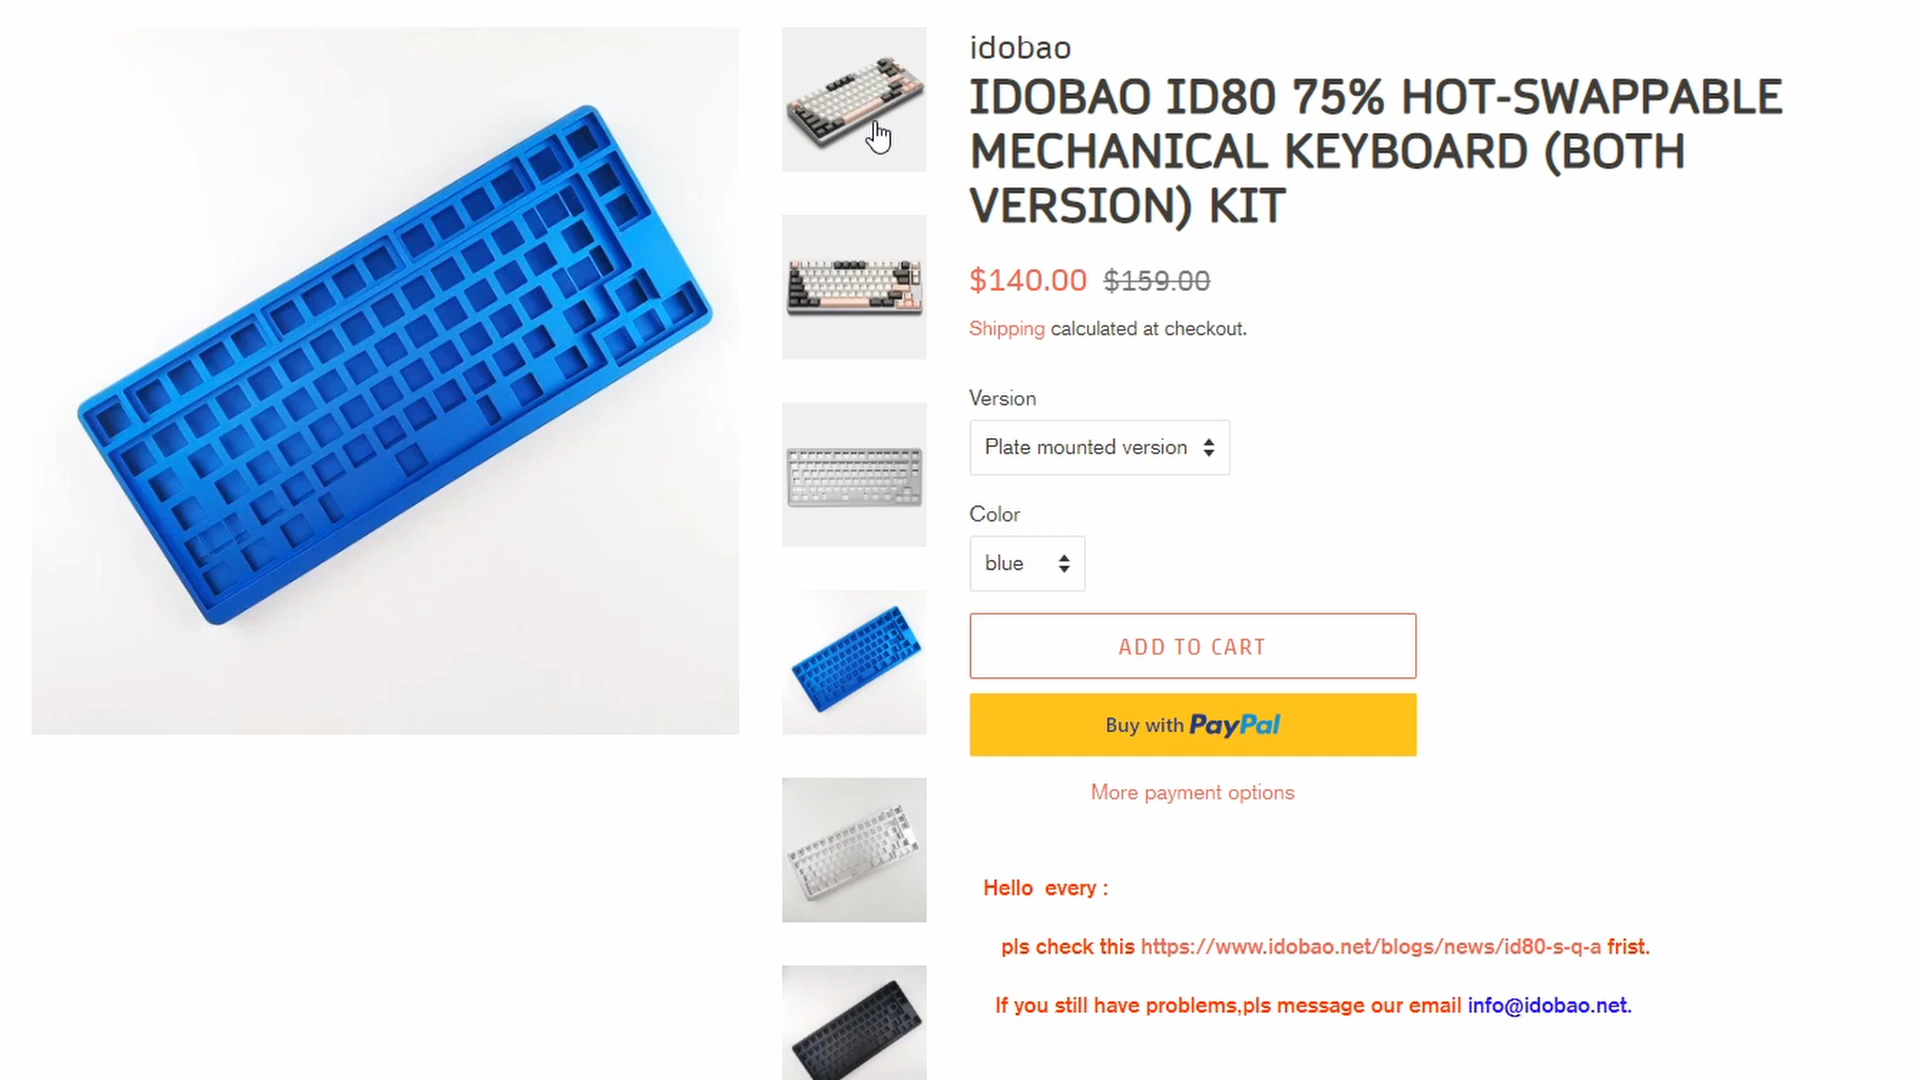 idobao
IDOBAO ID80 75% HOT-SWAPPABLE
MECHANICAL KEYBOARD (BOTH
VERSION) KIT
$140.00 $159.00
Shipping calculated at checkout.
Version
Plate mounted version
Color
blue
ADD TO CART
Buy with PayPal
More payment options
Hello every :
pls check this https://www.idobao.net/blogs/news/id80-s-q-a frist.
If you still have problems,pls message our email info@idobao.net.